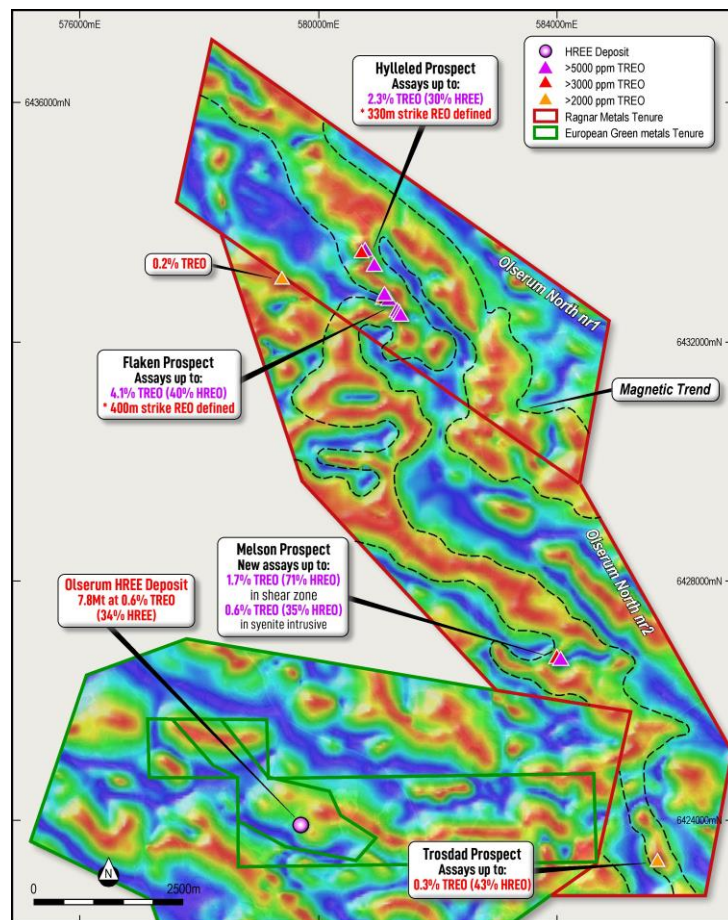 576000mE
580000mE
584000mE
HREE Deposit
>5000 ppm TREO
>3000 ppm TREO
>2000 ppm TREO
Ragnar Metals Tenure
European Green metals Tenure
Hylleled Prospect
Assays up to:
2.3% TREO (30% HREE)
* 330m strike REO defined
6436000mN
Olserum North nr1
0.2% TREO
6432000mN
Flaken Prospect
Assays up to:
4.1% TREO (40% HREO)
* 400m strike REO defined
Magnetic Trend
Olserum North nr2
Melson Prospect
New assays up to:
1.7% TREO (71% HREO)
in shear zone
0.6% TREO (35% HREO)
in syenite intrusive
Olserum HREE Deposit
7.8Mt at 0.6% TREO
(34% HREE)
6428000mN
6424000mN
Trosdad Prospect
Assays up to:
0.3% TREO (43% HREO)
N
0
2500m